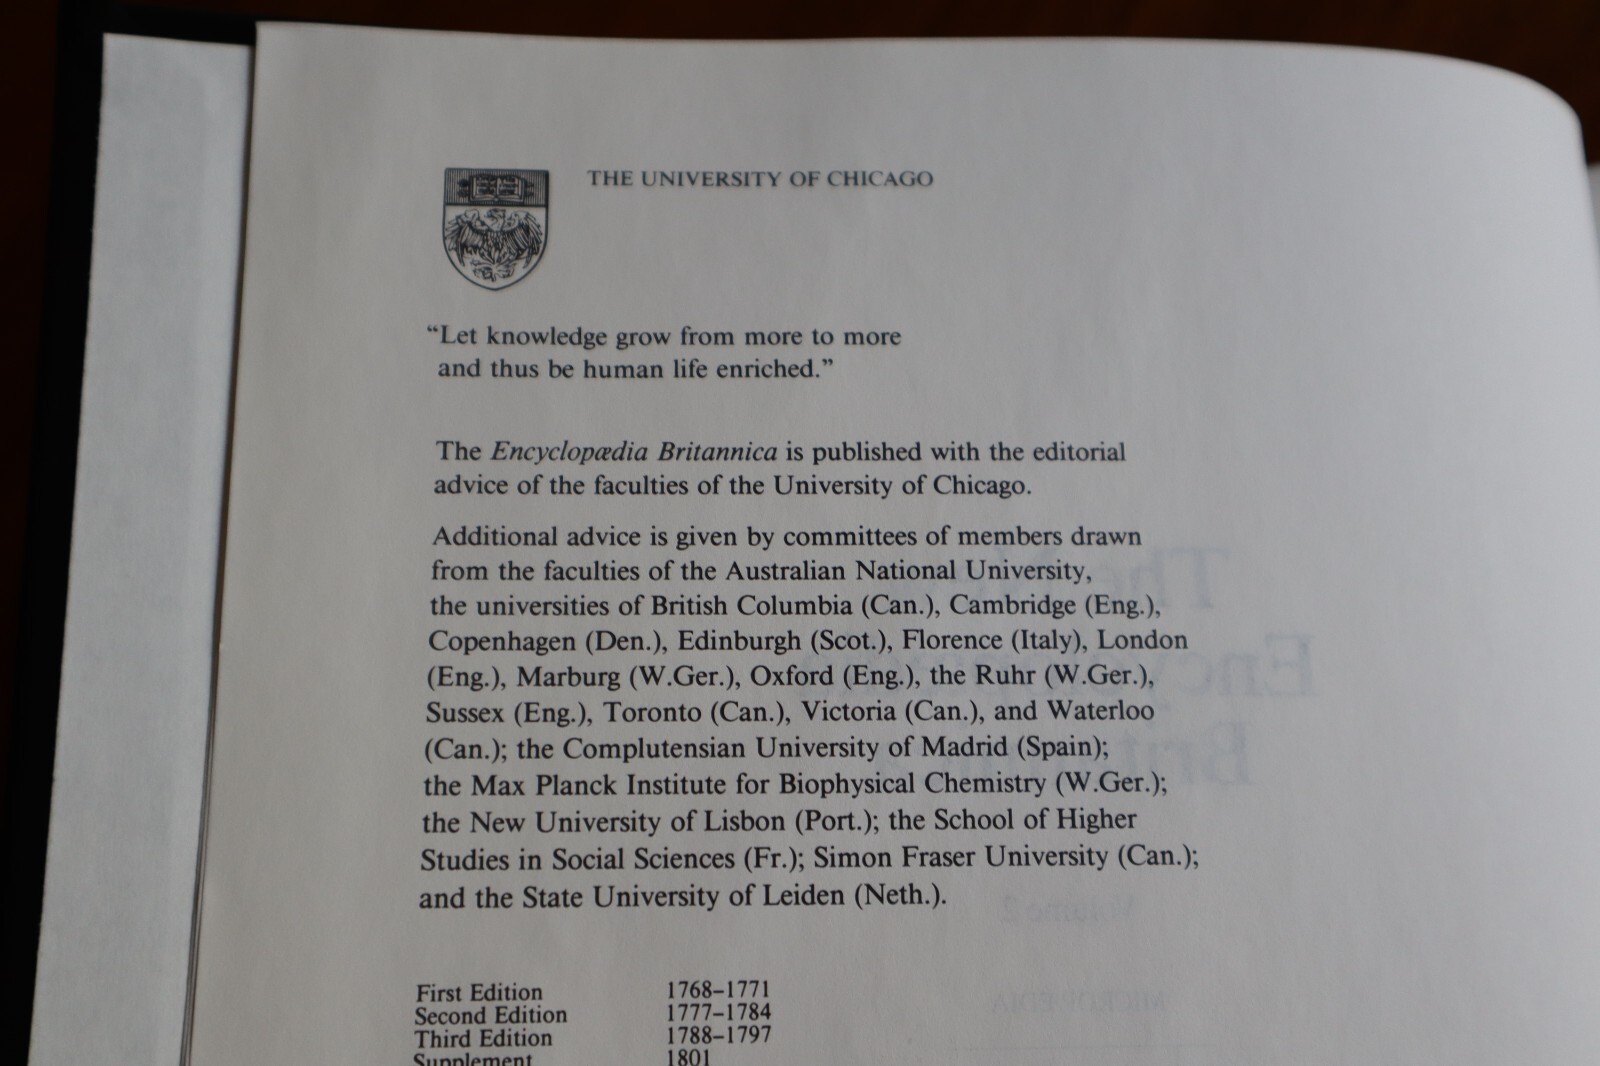 THE UNIVERSITY OF CHICAGO
“Let knowledge grow from more to more
and thus be human life enriched.”
The Encyclopædia Britannica is published with the editorial
advice of the faculties of the University of Chicago.
Additional advice is given by committees of members drawn
from the faculties of the Australian National University,
the universities of British Columbia (Can.), Cambridge (Eng.),
Copenhagen (Den.), Edinburgh (Scot.), Florence (Italy), London
(Eng.), Marburg (W.Ger.), Oxford (Eng.), the Ruhr (W.Ger.),
Sussex (Eng.), Toronto (Can.), Victoria (Can.), and Waterloo
(Can.); the Complutensian University of Madrid (Spain);
the Max Planck Institute for Biophysical Chemistry (W.Ger.);
the New University of Lisbon (Port.); the School of Higher
Studies in Social Sciences (Fr.); Simon Fraser University (Can.);
and the State University of Leiden (Neth.).
First Edition 1768–1771
Second Edition 1777–1784
Third Edition 1788–1797
Supplement 1801